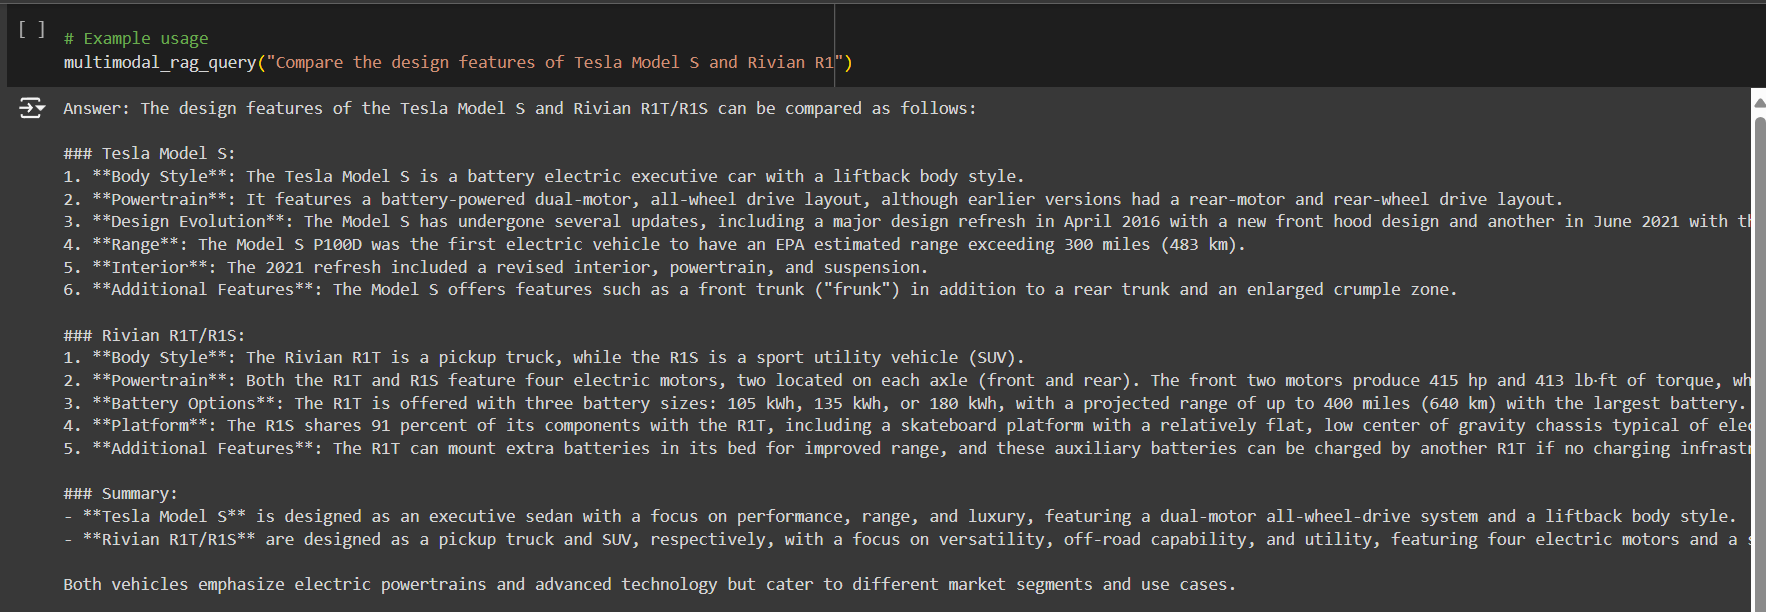 [ ]
# Example usage
multimodal_rag_query("Compare the design features of Tesla Model S and Rivian R1")
Answer: The design features of the Tesla Model S and Rivian R1T/R1S can be compared as follows:
### Tesla Model S:
1. **Body Style**: The Tesla Model S is a battery electric executive car with a liftback body style.
2. **Powertrain**: It features a battery-powered dual-motor, all-wheel drive layout, although earlier versions had a rear-motor and rear-wheel drive layout.
3. **Design Evolution**: The Model S has undergone several updates, including a major design refresh in April 2016 with a new front hood design and another in June 2021 with
4. **Range**: The Model S P100D was the first electric vehicle to have an EPA estimated range exceeding 300 miles (483 km).
5. **Interior**: The 2021 refresh included a revised interior, powertrain, and suspension.
6. **Additional Features**: The Model S offers features such as a front trunk ("frunk") in addition to a rear trunk and an enlarged crumple zone.
### Rivian R1T/R1S:
1. **Body Style**: The Rivian R1T is a pickup truck, while the R1S is a sport utility vehicle (SUV).
2. **Powertrain**: Both the R1T and R1S feature four electric motors, two located on each axle (front and rear). The front two motors produce 415 hp and 413 lb·ft of torque,
3. **Battery Options**: The R1T is offered with three battery sizes: 105 kWh, 135 kWh, or 180 kWh, with a projected range of up to 400 miles (640 km) with the largest battery.
4. **Platform**: The R1S shares 91 percent of its components with the R1T, including a skateboard platform with a relatively flat, low center of gravity chassis typical of
5. **Additional Features**: The R1T can mount extra batteries in its bed for improved range, and these auxiliary batteries can be charged by another R1T if no charging
### Summary:
- **Tesla Model S** is designed as an executive sedan with a focus on performance, range, and luxury, featuring a dual-motor all-wheel-drive system and a liftback body style.
- **Rivian R1T/R1S** are designed as a pickup truck and SUV, respectively, with a focus on versatility, off-road capability, and utility, featuring four electric motors and a
Both vehicles emphasize electric powertrains and advanced technology but cater to different market segments and use cases.